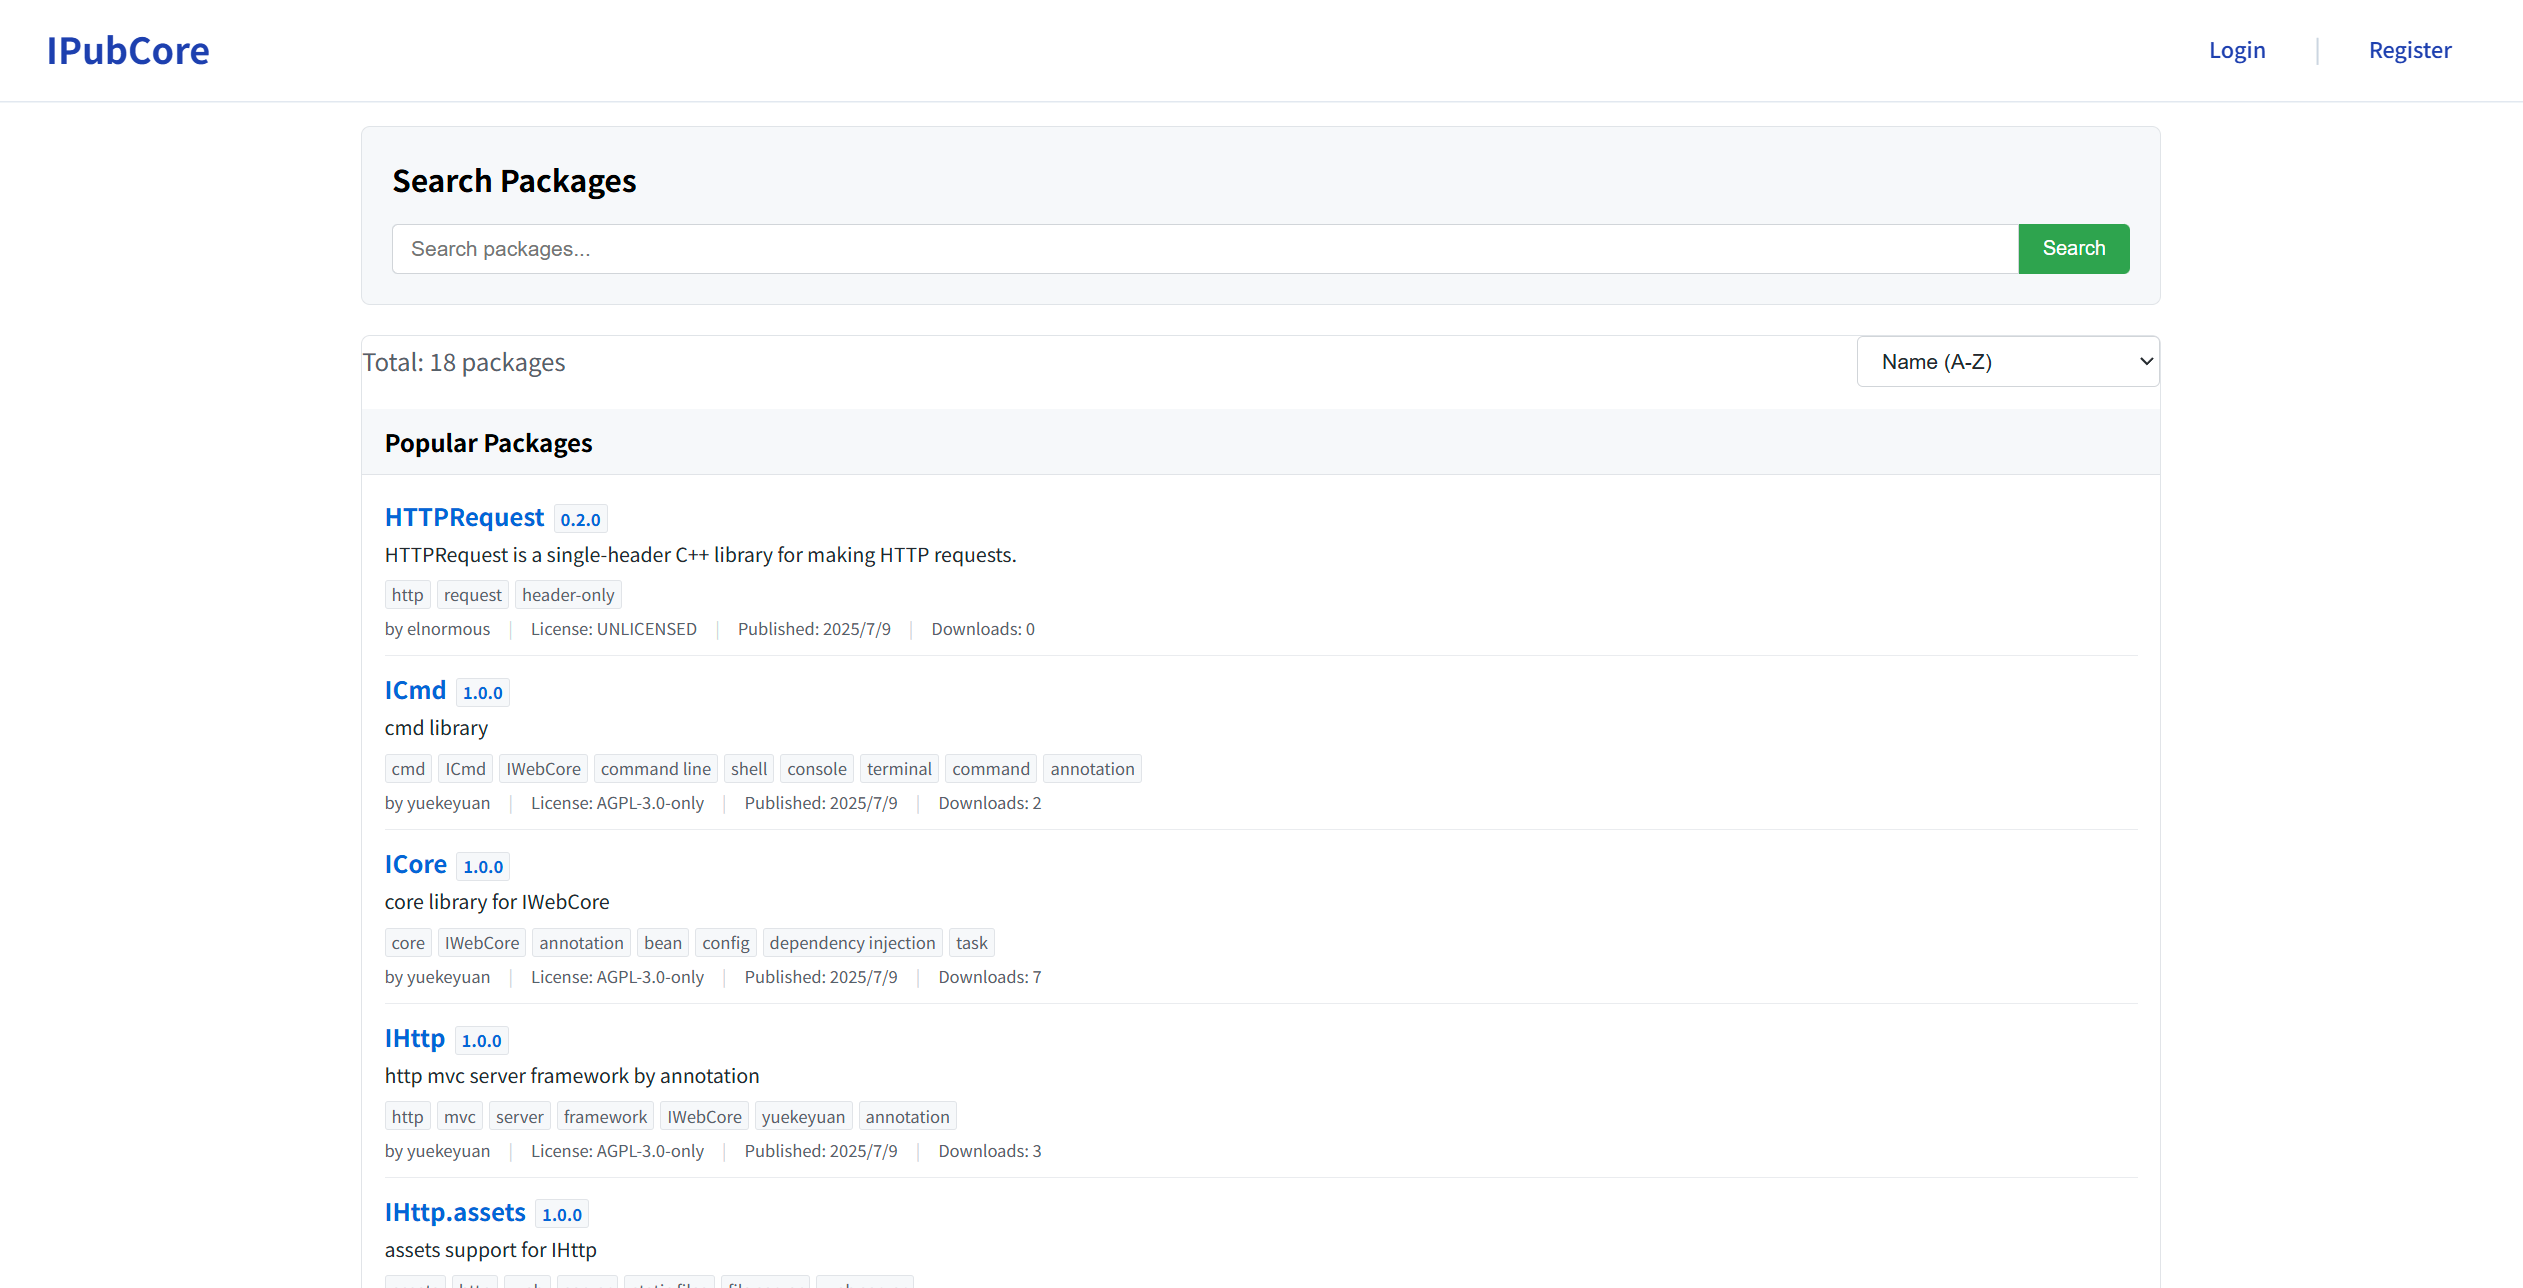 IPubCore Login | Register
Search Packages
Search packages... Search
Total: 18 packages Name (A-Z)
Popular Packages
HTTPRequest 0.2.0
HTTPRequest is a single-header C++ library for making HTTP requests.
http request header-only
by elnormous | License: UNLICENSED | Published: 2025/7/9 | Downloads: 0
ICmd 1.0.0
cmd library
cmd ICmd IWebCore command line shell console terminal command annotation
by yuekeyuan | License: AGPL-3.0-only | Published: 2025/7/9 | Downloads: 2
ICore 1.0.0
core library for IWebCore
core IWebCore annotation bean config dependency injection task
by yuekeyuan | License: AGPL-3.0-only | Published: 2025/7/9 | Downloads: 7
IHttp 1.0.0
http mvc server framework by annotation
http mvc server framework IWebCore yuekeyuan annotation
by yuekeyuan | License: AGPL-3.0-only | Published: 2025/7/9 | Downloads: 3
IHttp.assets 1.0.0
assets support for IHttp